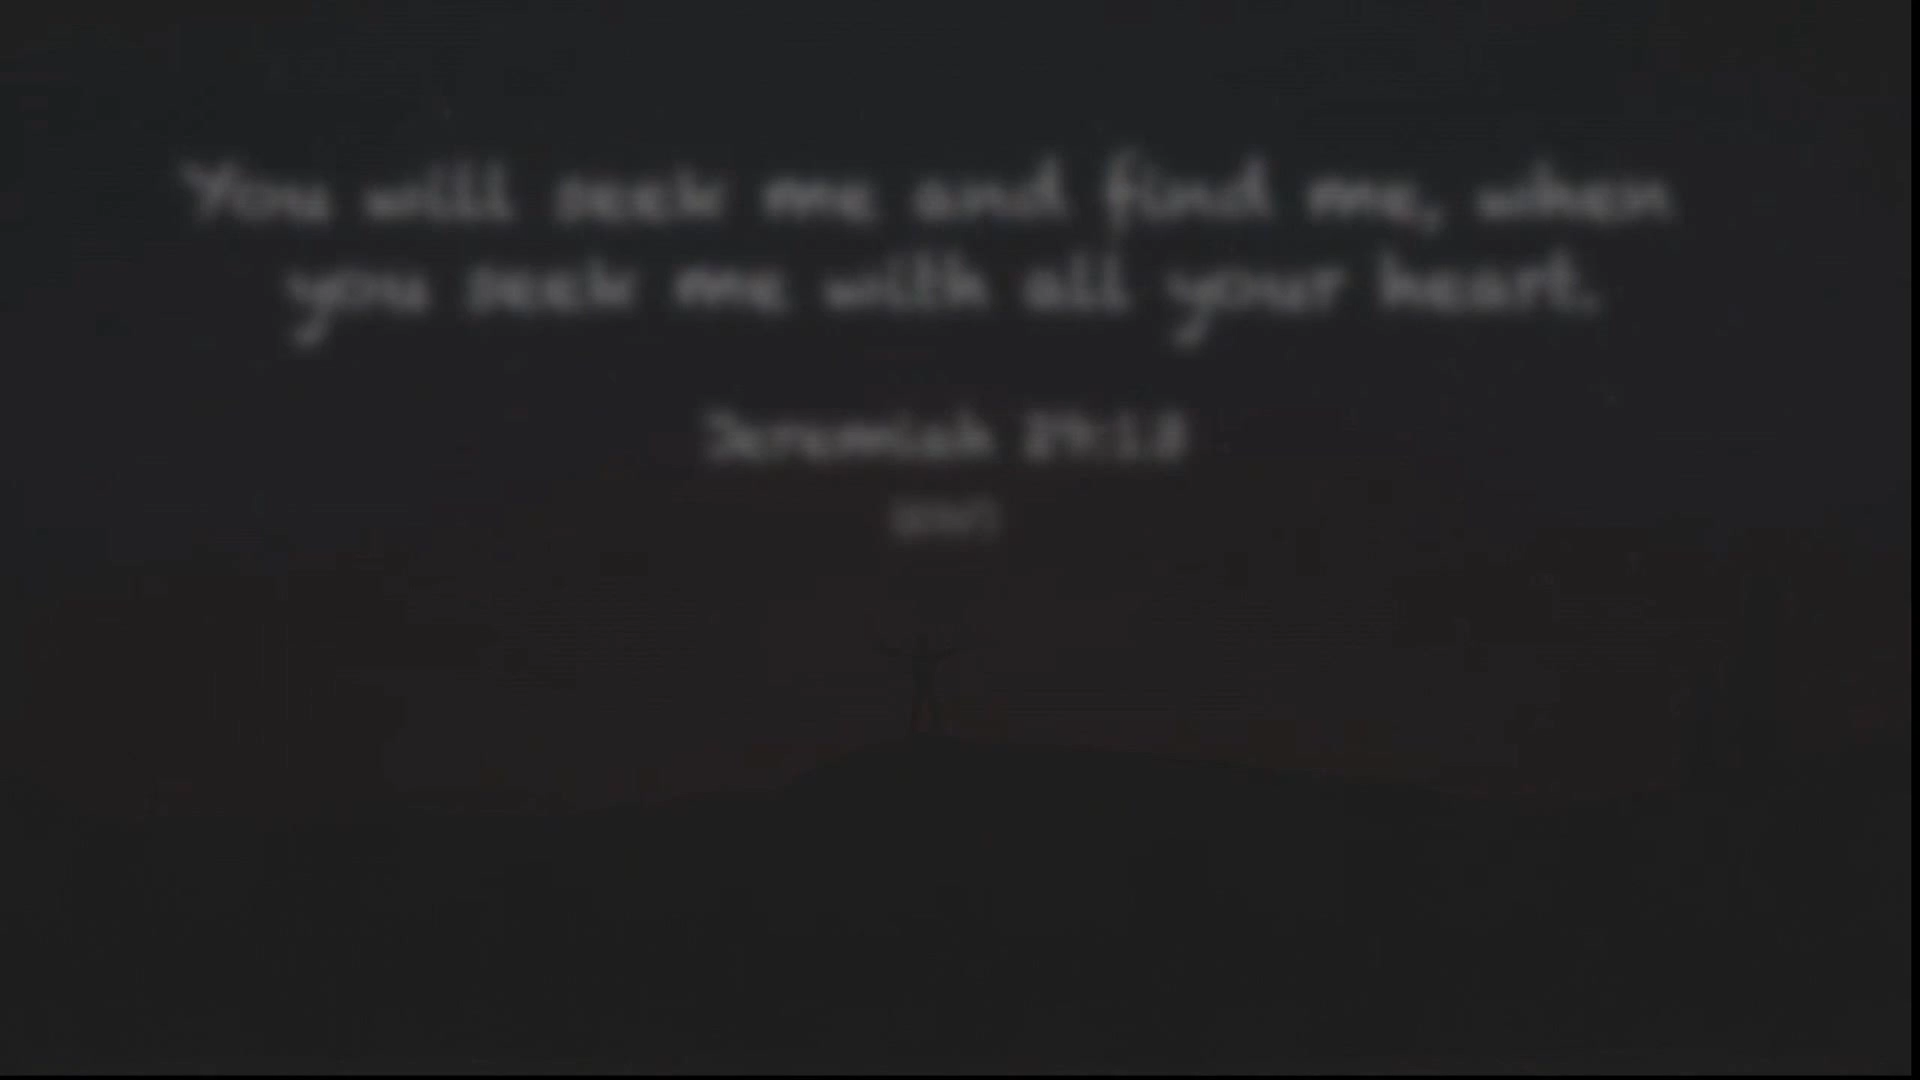 You will seek me and find me, when
you seek me with all your heart.
Jeremiah 29:13